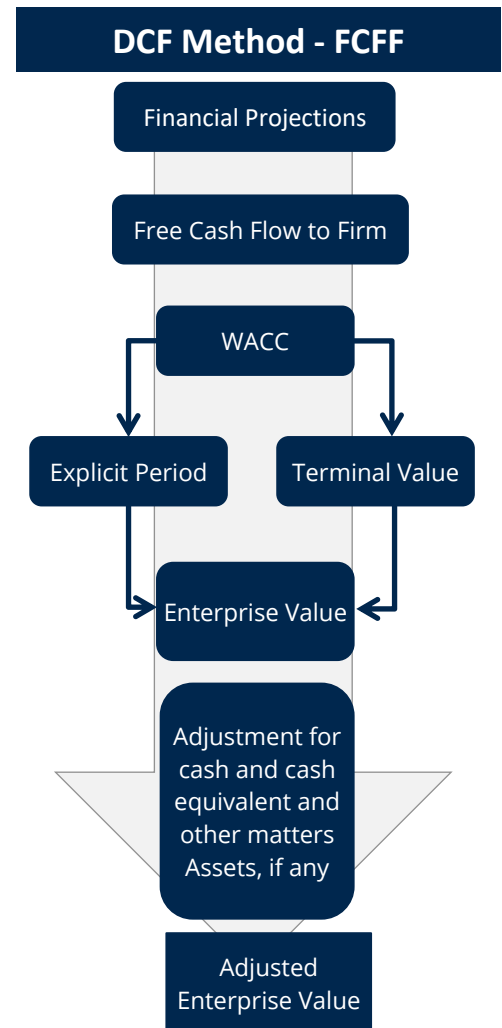 DCF Method - FCFF
Financial Projections
Free Cash Flow to Firm
WACC
Explicit Period
Terminal Value
Enterprise Value
Adjustment for
cash and cash
equivalent and
other matters
Assets, if any
Adjusted
Enterprise Value